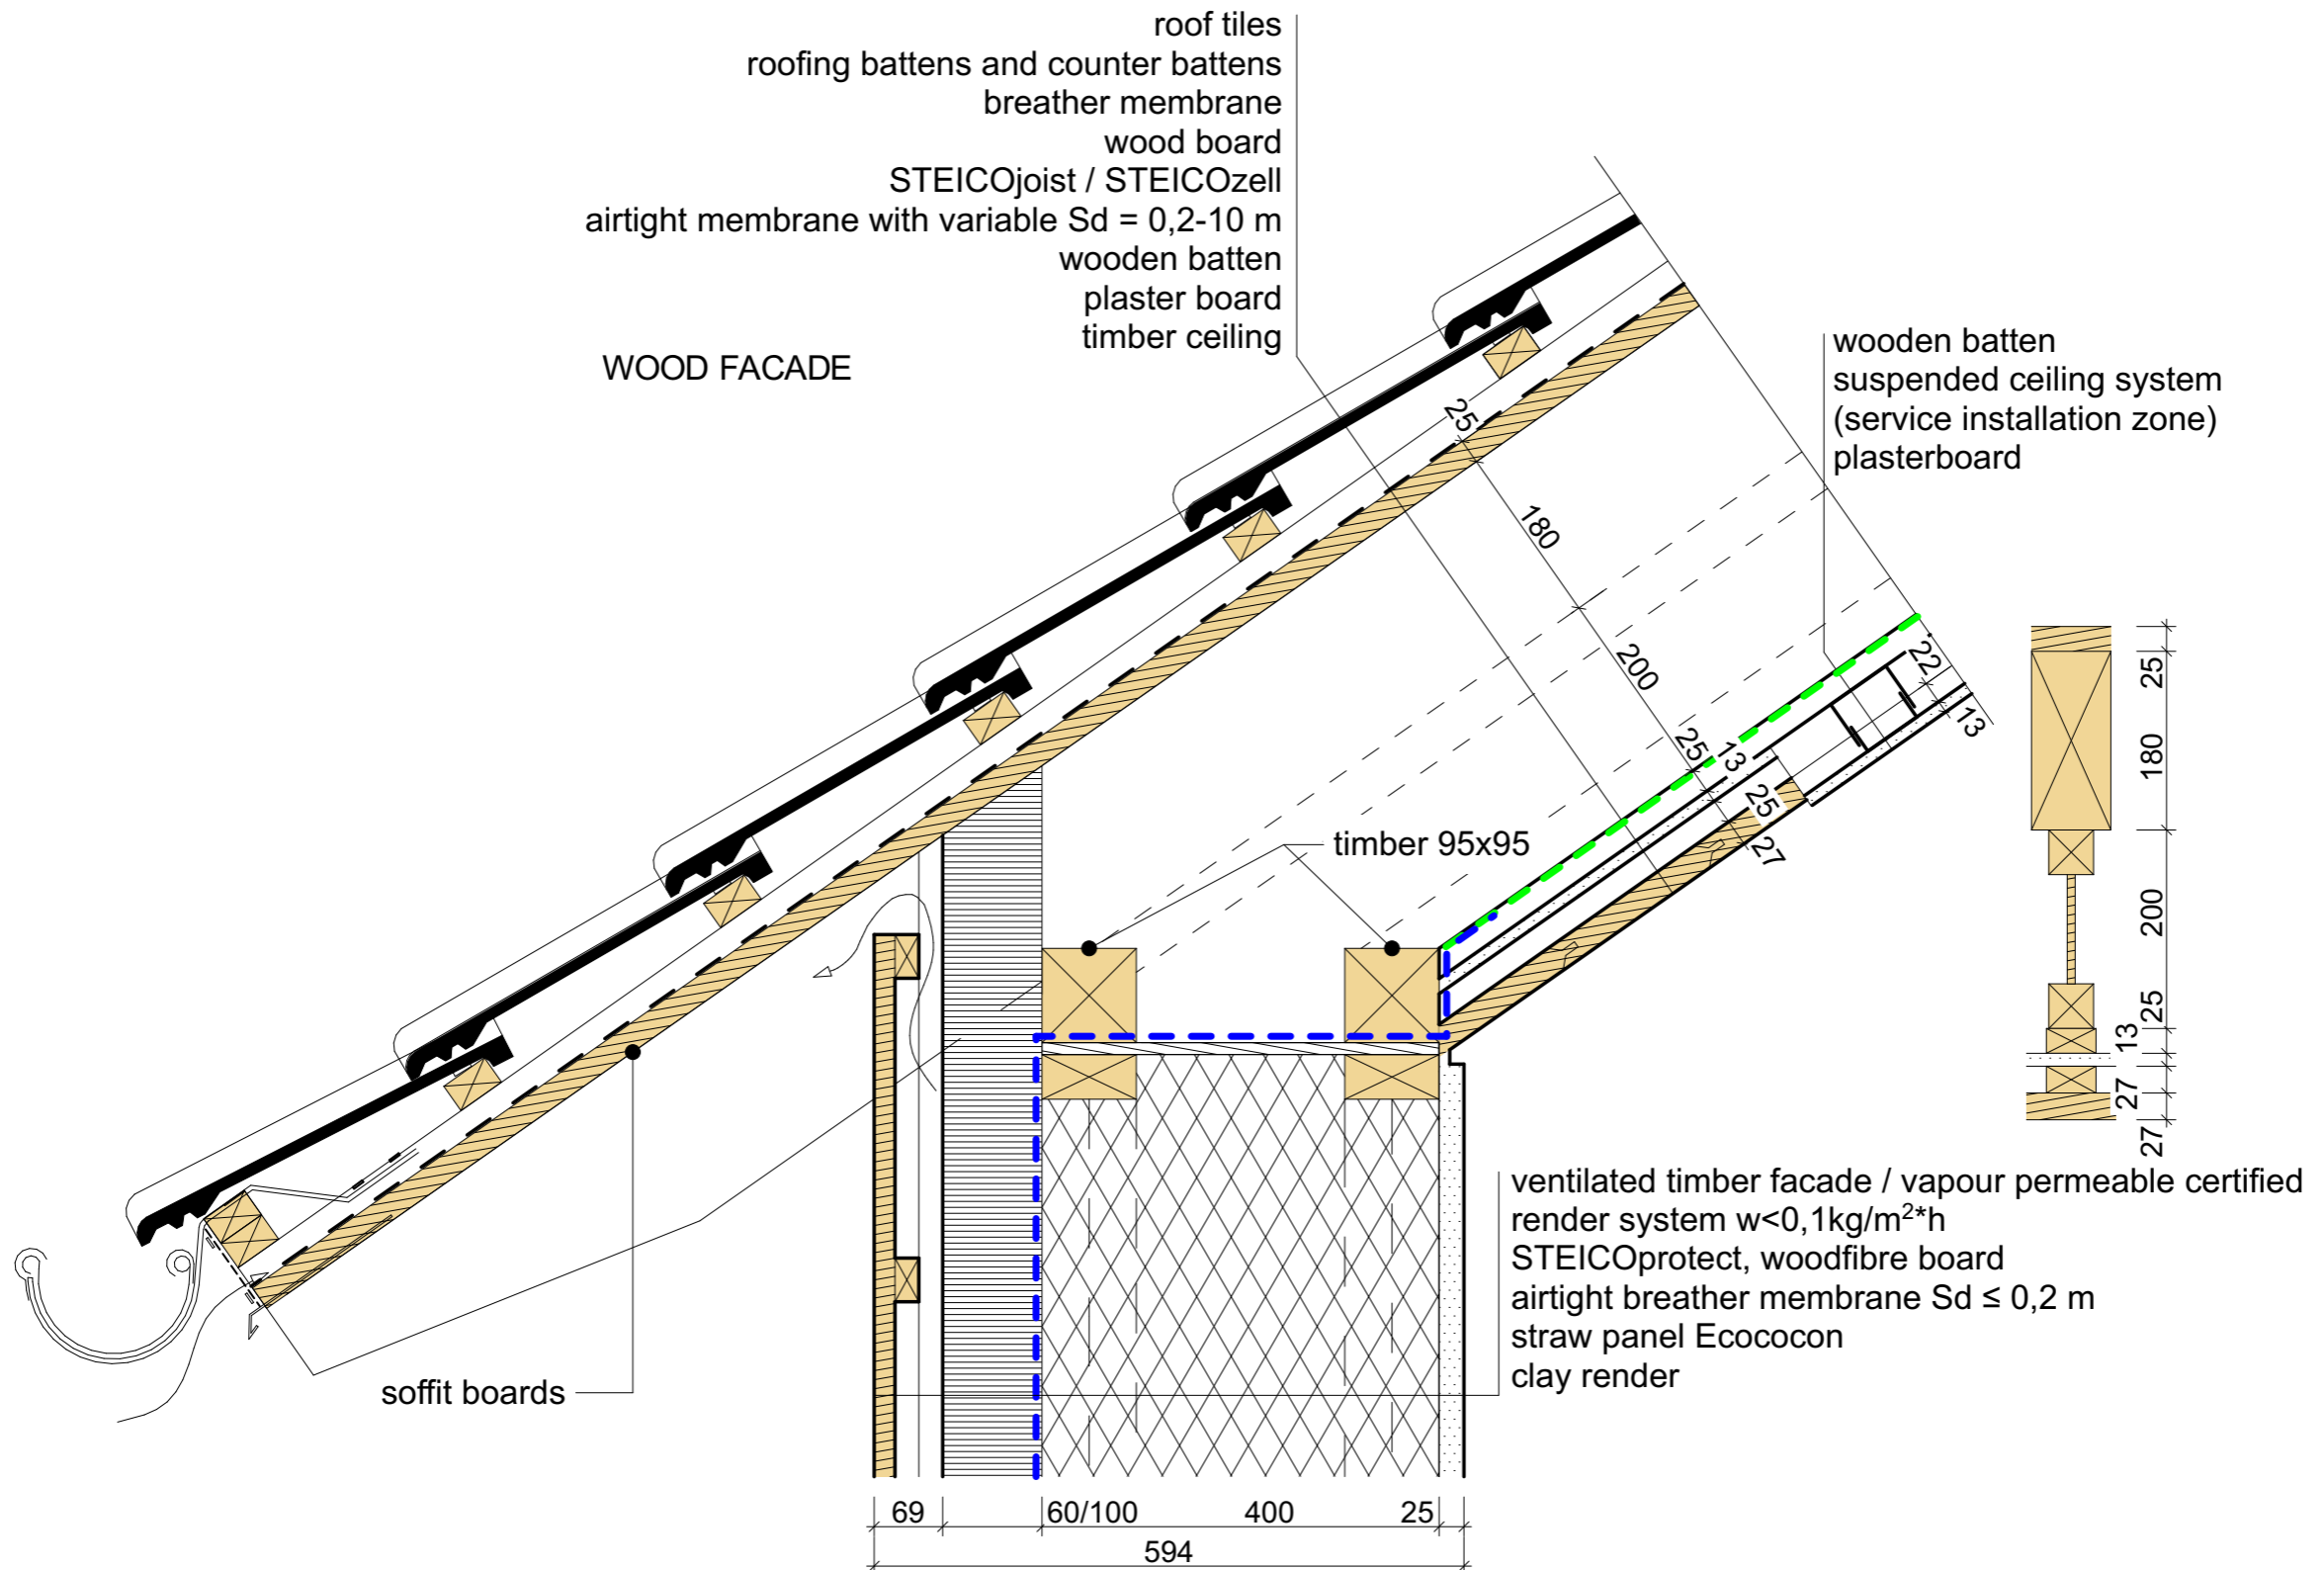 roof tiles
roofing battens and counter battens
breather membrane
wood board
STEICOjoist / STEICOzell
airtight membrane with variable Sd = 0,2-10 m
wooden batten
plaster board
timber ceiling
WOOD FACADE
wooden batten
suspended ceiling system
(service installation zone)
plasterboard
25
180
200
25
13
25
27
22
13
timber 95x95
25
180
200
25
13
27
27
ventilated timber facade / vapour permeable certified
render system w<0,1kg/m²*h
STEICOprotect, woodfibre board
airtight breather membrane Sd ≤ 0,2 m
straw panel Ecococon
clay render
soffit boards
69
60/100
400
25
594